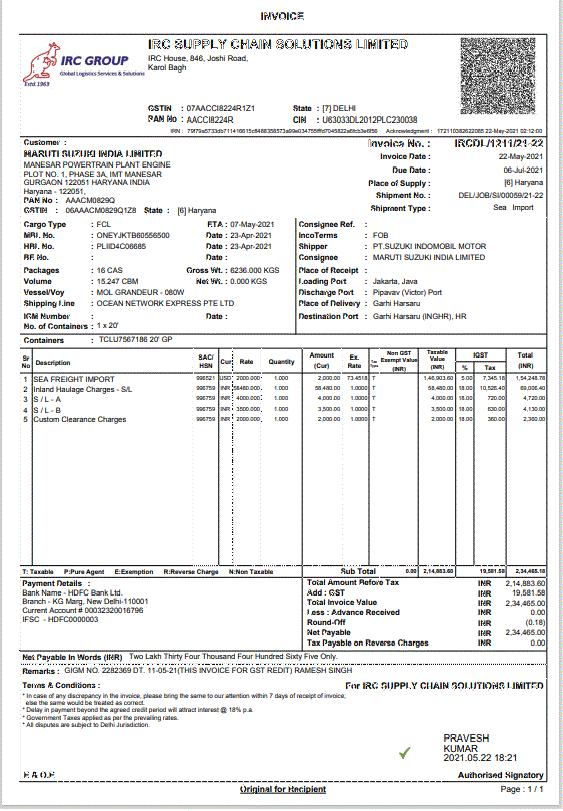 INVOICE
IRC GROUP
Global Logistics Services & Solutions
Estd.1963
IRC SUPPLY CHAIN SOLUTIONS LIMITED
IRC House, 846, Joshi Road,
Karol Bagh
GSTIN : 07AACCI8224R1Z1 State : [7] DELHI
PAN No : AACCI8224R CIN : U63033DL2012PLC230038
Acknowledgment : 172110382622085 22-May-2021 02:12:00
Customer :
MARUTI SUZUKI INDIA LIMITED
MANESAR POWERTRAIN PLANT ENGINE
PLOT NO. 1, PHASE 3A, IMT MANESAR
GURGAON 122051 HARYANA INDIA
Haryana - 122051,
PAN No : AAACM0829Q
GSTIN : 06AAACM0829Q1Z8 State : [6] Haryana
Invoice No. : IRCDL/1211/21-22
Invoice Date : 22-May-2021
Due Date : 06-Jul-2021
Place of Supply : [6] Haryana
Shipment No. : DEL/JOB/SI/00059/21-22
Shipment Type : Sea Import
Cargo Type : FCL ETA : 07-May-2021
MBL No. : ONEYJKTB60556500 Date : 23-Apr-2021
HBL No. : PLIID4C06685 Date : 23-Apr-2021
BE No. : Date :
Packages : 16 CAS Gross Wt. : 6236.000 KGS
Volume : 15.247 CBM Net Wt. : 0.000 KGS
Vessel/Voy : MOL GRANDEUR - 080W
Shipping Line : OCEAN NETWORK EXPRESS PTE LTD
IGM Number : Date :
No. of Containers : 1 x 20'
Consignee Ref. :
IncoTerms : FOB
Shipper : PT.SUZUKI INDOMOBIL MOTOR
Consignee : MARUTI SUZUKI INDIA LIMITED
Place of Receipt :
Loading Port : Jakarta, Java
Discharge Port : Pipavav (Victor) Port
Place of Delivery : Garhi Harsaru
Destination Port : Garhi Harsaru (INGHR), HR
Containers : TCLU7567186 20' GP
Sr No Description SAC/ HSN Cur Rate Quantity Amount (Cur) Ex. Rate Tax Type Non GST Exempt Value (INR) Taxable Value (INR) IGST % Tax Total (INR)
1 SEA FREIGHT IMPORT 996521 USD 2000.000 1.000 2,000.00 73.4518 T 1,46,903.60 5.00 7,345.18 1,54,248.78
2 Inland Haulage Charges - S/L 996759 INR 58480.000 1.000 58,480.00 1.0000 T 58,480.00 18.00 10,526.40 69,006.40
3 S / L - A 996759 INR 4000.000 1.000 4,000.00 1.0000 T 4,000.00 18.00 720.00 4,720.00
4 S / L - B 996759 INR 3500.000 1.000 3,500.00 1.0000 T 3,500.00 18.00 630.00 4,130.00
5 Custom Clearance Charges 996759 INR 2000.000 1.000 2,000.00 1.0000 T 2,000.00 18.00 360.00 2,360.00
T: Taxable P:Pure Agent E:Exemption R:Reverse Charge N:Non Taxable Sub Total 0.00 2,14,883.60 19,581.58 2,34,465.18
Payment Details :
Bank Name - HDFC Bank Ltd.
Branch - KG Marg, New Delhi-110001
Current Account # 00032320016796
IFSC - HDFC0000003
Total Amount Before Tax INR 2,14,883.60
Add : GST INR 19,581.58
Total Invoice Value INR 2,34,465.00
Less : Advance Received INR 0.00
Round-Off INR (0.18)
Net Payable INR 2,34,465.00
Tax Payable on Reverse Charges INR 0.00
Net Payable In Words (INR) Two Lakh Thirty Four Thousand Four Hundred Sixty Five Only.
Remarks : GIGM NO. 2282369 DT. 11-05-21(THIS INVOICE FOR GST REDIT) RAMESH SINGH
Terms & Conditions :
* In case of any discrepancy in the invoice, please bring the same to our attention within 7 days of receipt of invoice;
else the same would be treated as correct.
* Delay in payment beyond the agreed credit period will attract interest @ 18% p.a.
* Government Taxes applied as per the prevailing rates.
* All disputes are subject to Delhi Jurisdiction.
For IRC SUPPLY CHAIN SOLUTIONS LIMITED
PRAVESH
KUMAR
2021.05.22 18:21
E.&O.E
Authorised Signatory
Original for Recipient
Page : 1 / 1